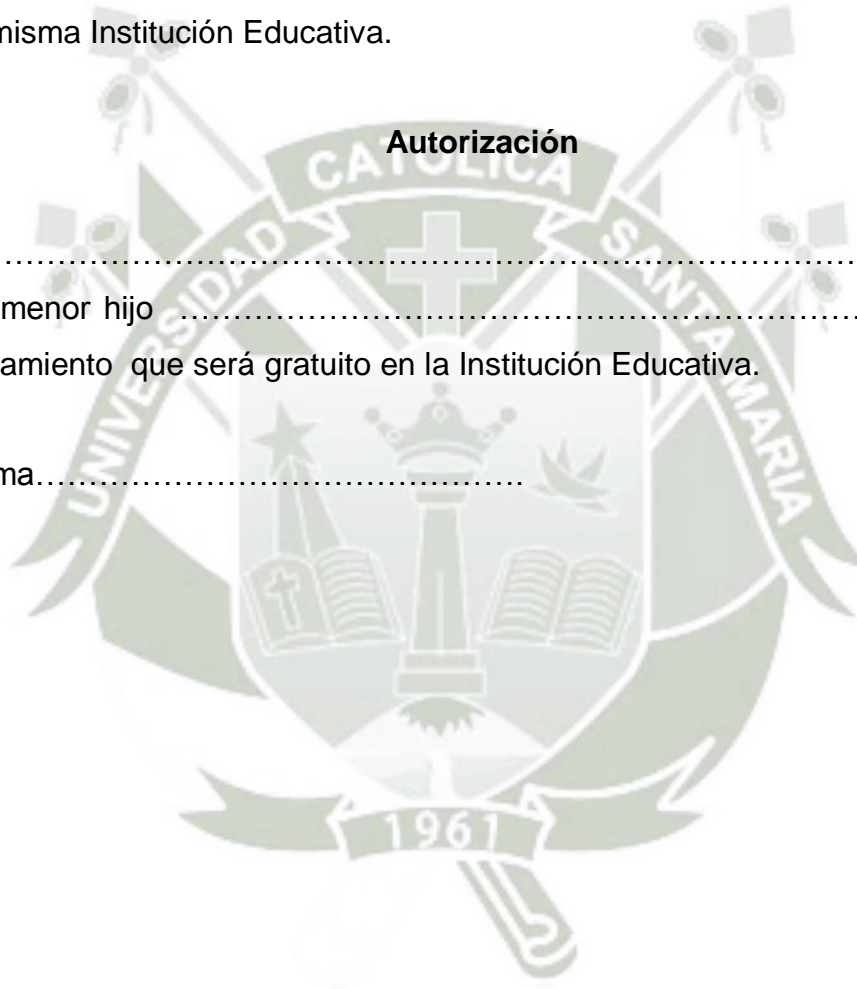 misma Institución Educativa.
Autorización
UNIVERSIDAD CATÓLICA SANTA MARIA
……………………………………………………………………………
menor hijo ……………………………………………………………
amiento que será gratuito en la Institución Educativa.
ma……………………………………….
1961